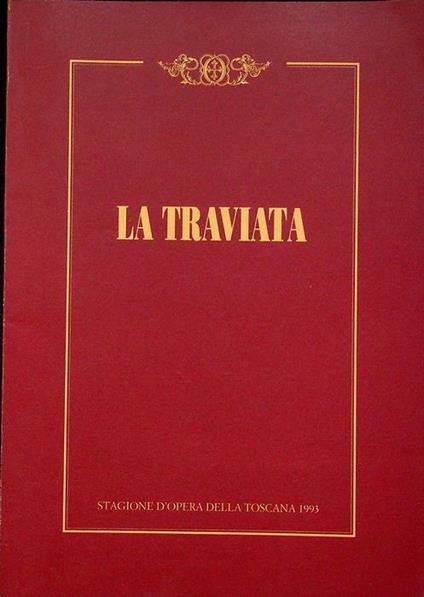 LA TRAVIATA
STAGIONE D'OPERA DELLA TOSCANA 1993